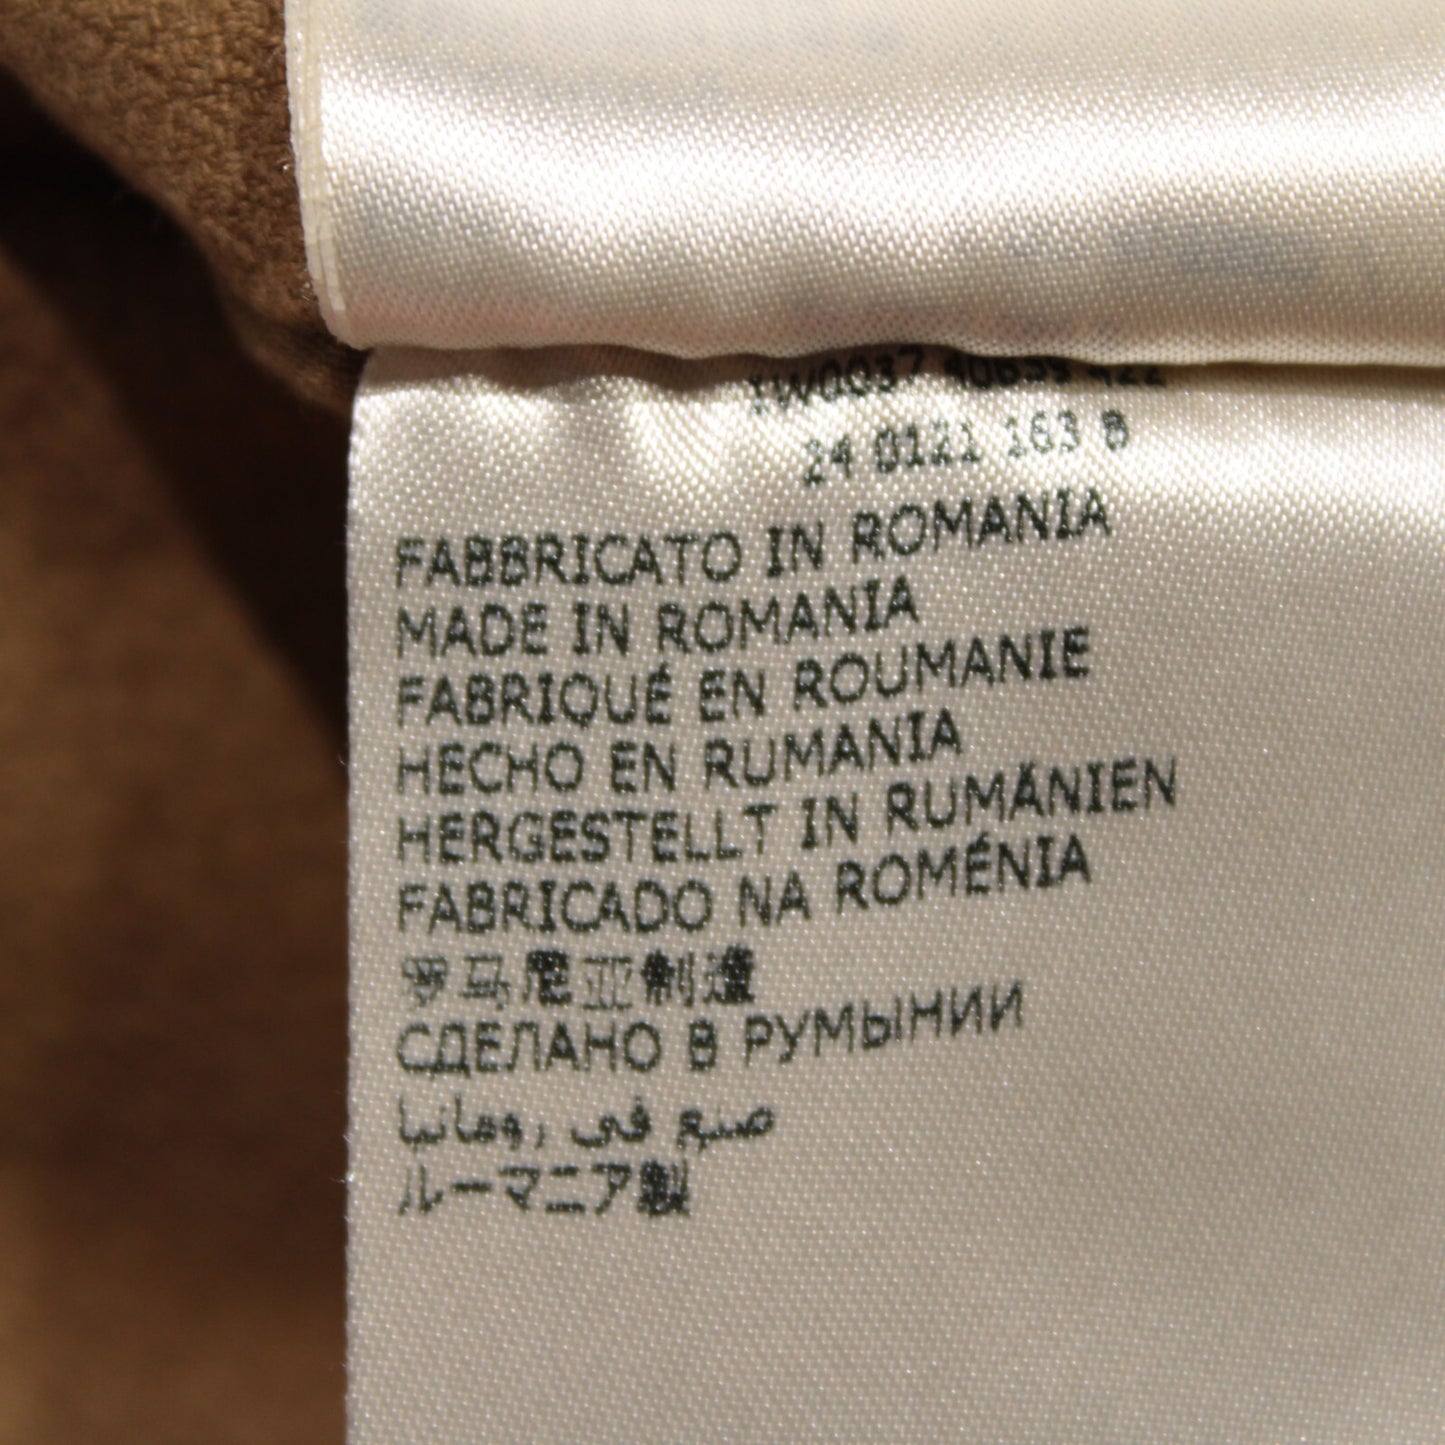 24 0121 163 B
FABBRICATO IN ROMANIA
MADE IN ROMANIA
FABRIQUÉ EN ROUMANIE
HECHO EN RUMANIA
HERGESTELLT IN RUMÄNIEN
FABRICADO NA ROMÉNIA
罗马尼亚制造
СДЕЛАНО В РУМЫНИИ
صنع في رومانيا
ルーマニア製